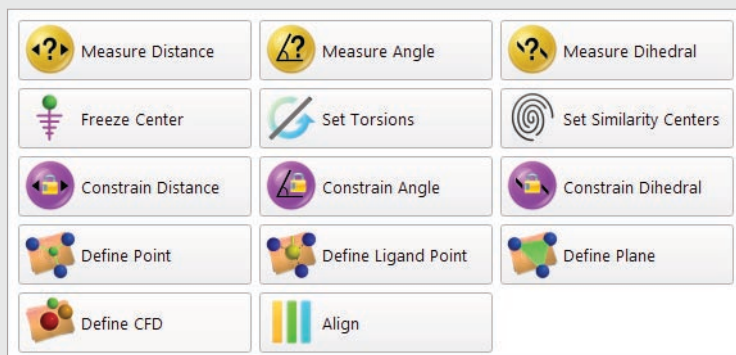 Measure Distance
Measure Angle
Measure Dihedral
Freeze Center
Set Torsions
Set Similarity Centers
Constrain Distance
Constrain Angle
Constrain Dihedral
Define Point
Define Ligand Point
Define Plane
Define CFD
Align